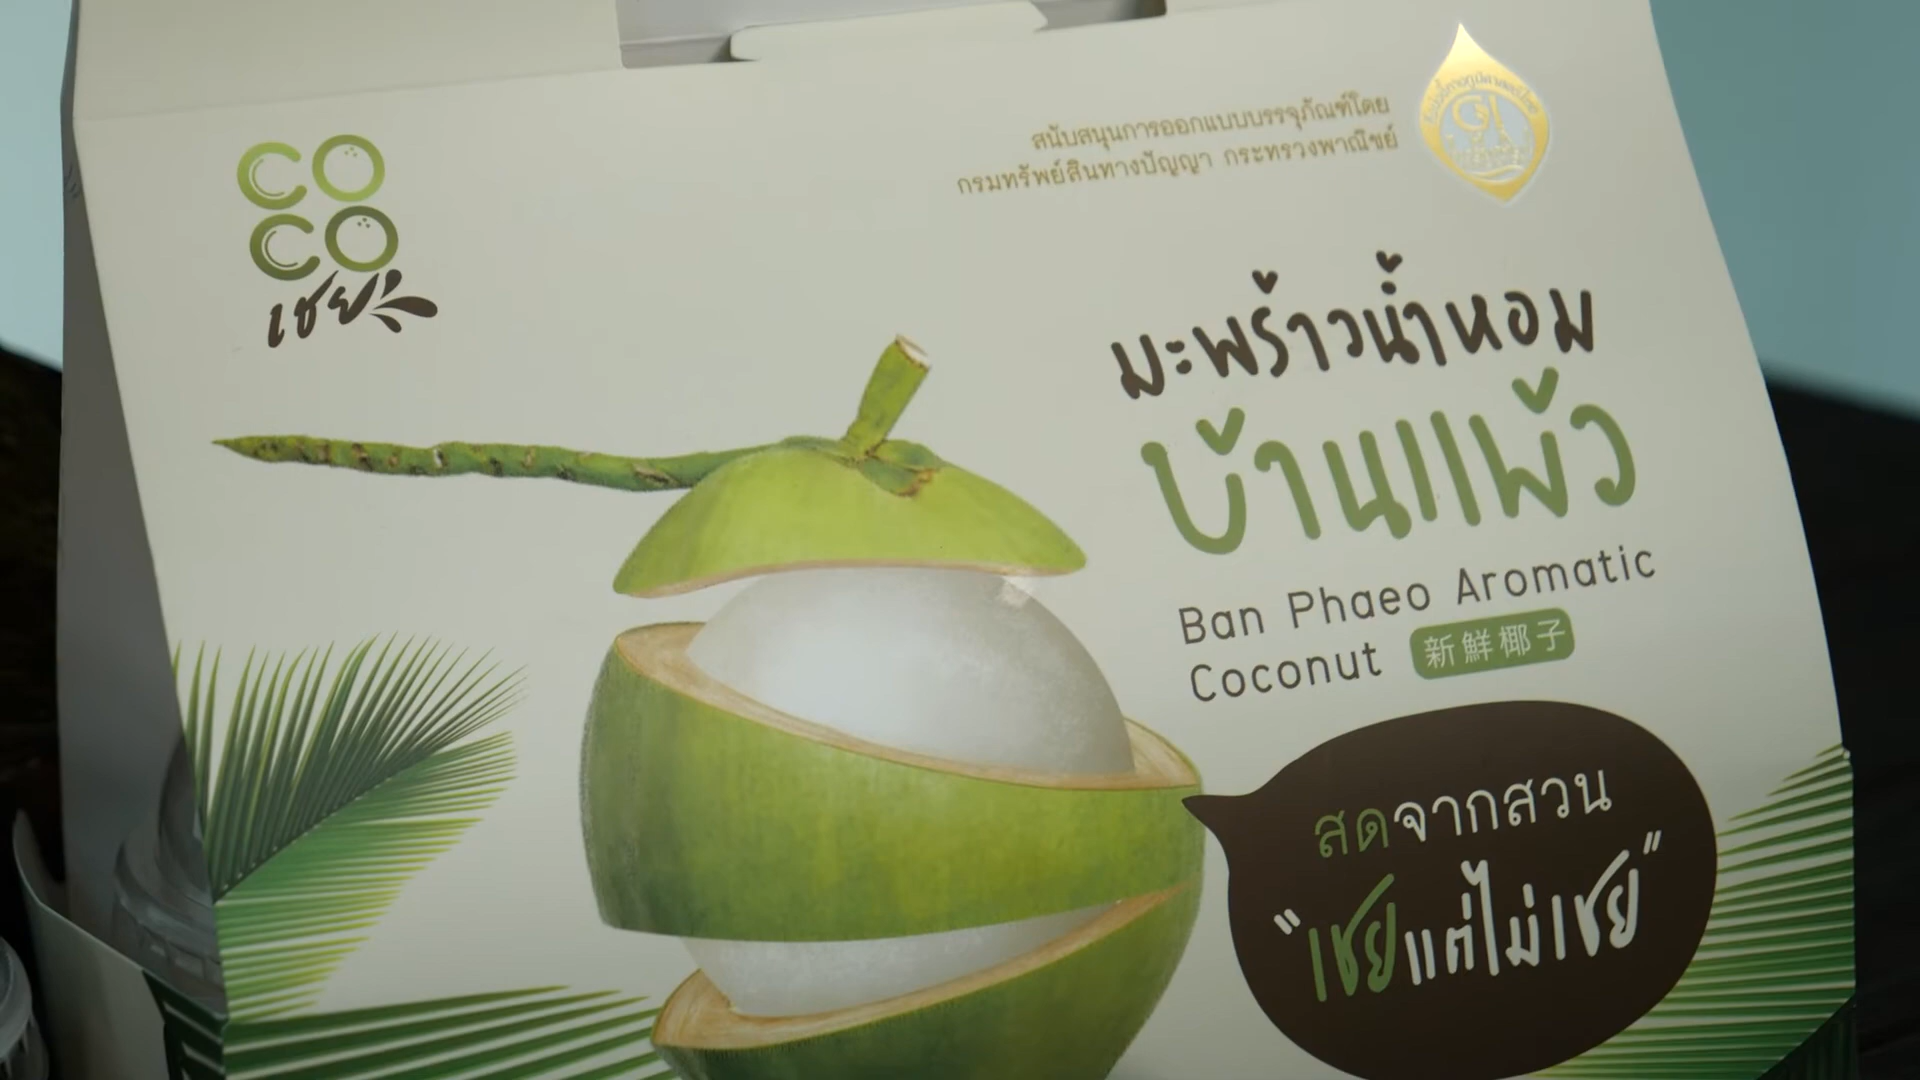 CO
CO
เชย
สนับสนุนการออกแบบบรรจุภัณฑ์โดย
กรมทรัพย์สินทางปัญญา กระทรวงพาณิชย์
GI
มะพร้าวน้ำหอม
บ้านแพ้ว
Ban Phaeo Aromatic
Coconut 新鮮椰子
สดจากสวน
"เชยแต่ไม่เชย"